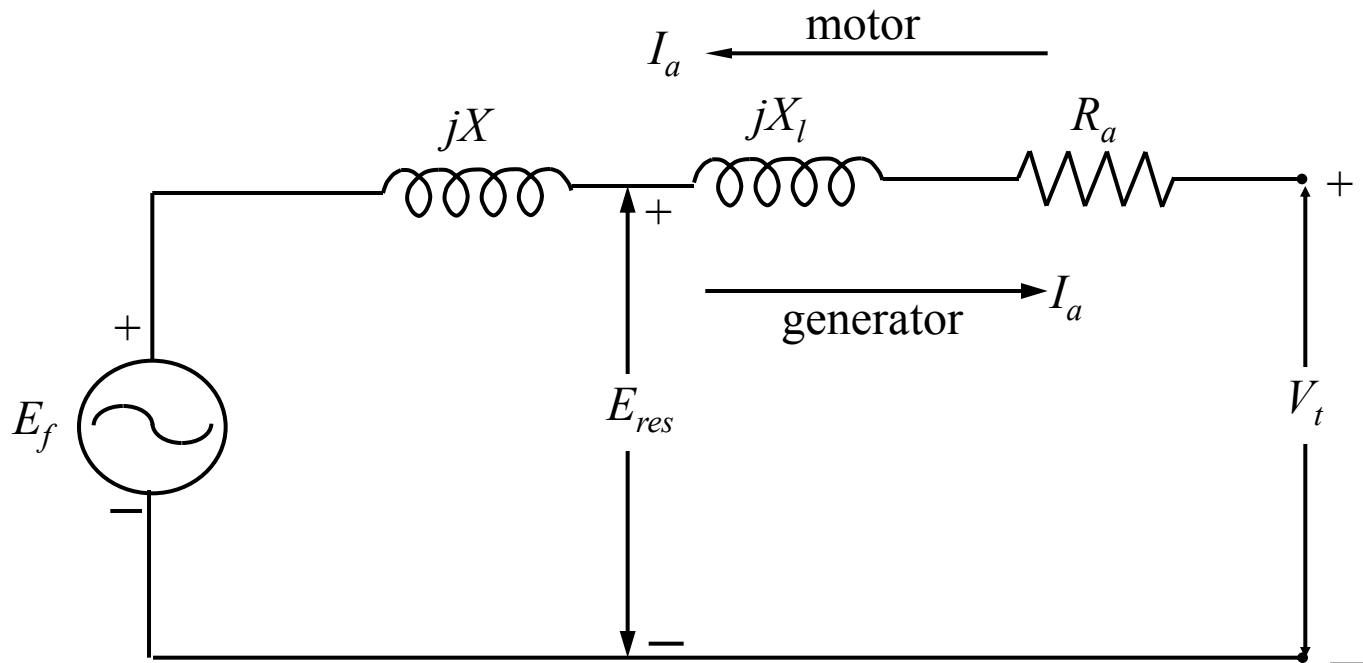 motor
I_a
jX
jX_l
R_a
+
+
I_a
generator
+
E_f
E_res
V_t
−
−
−